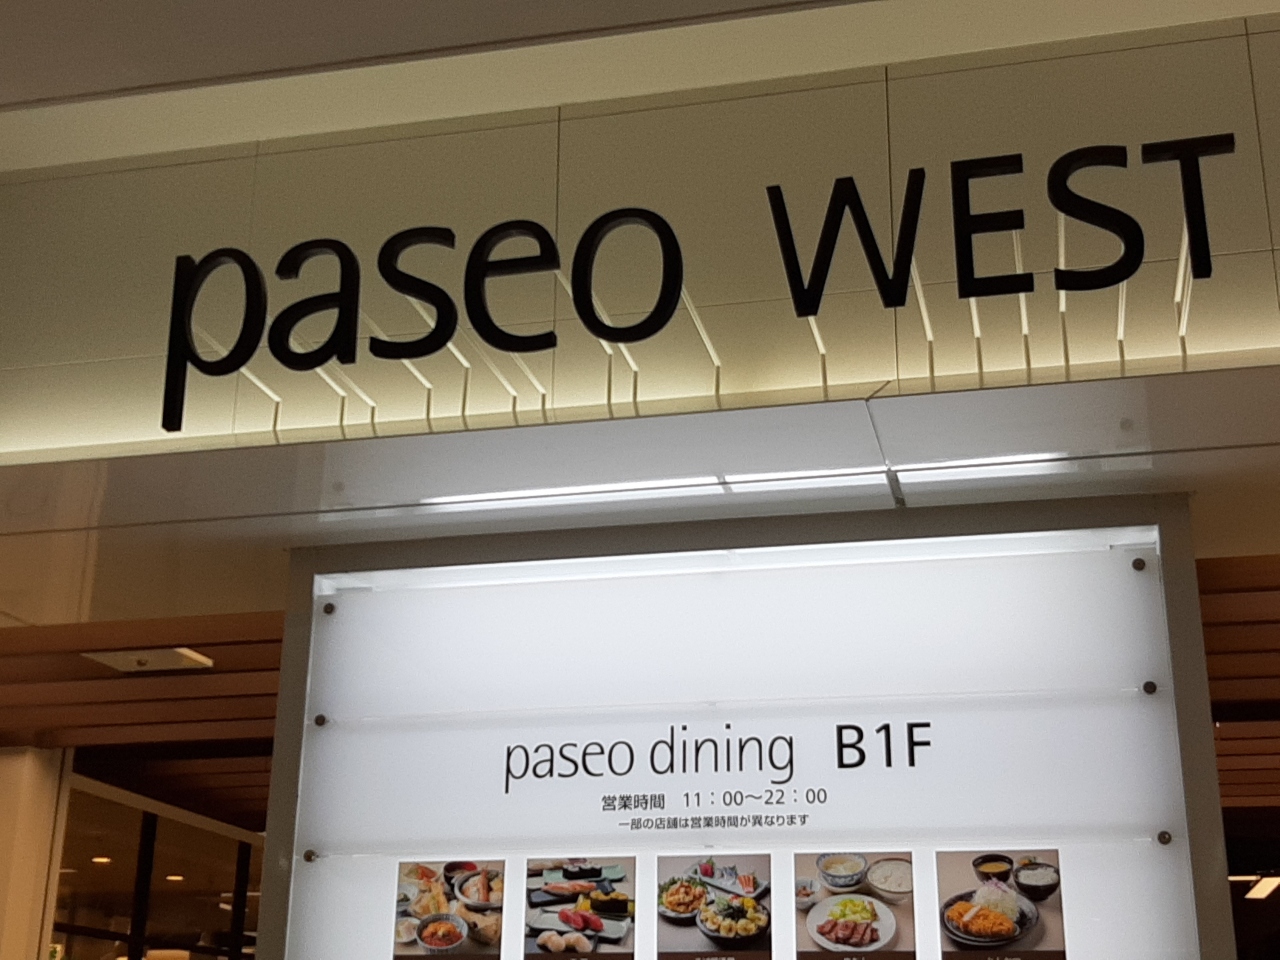 paseo WEST
paseo dining B1F
営業時間 11：00〜22：00
一部の店舗は営業時間が異なります